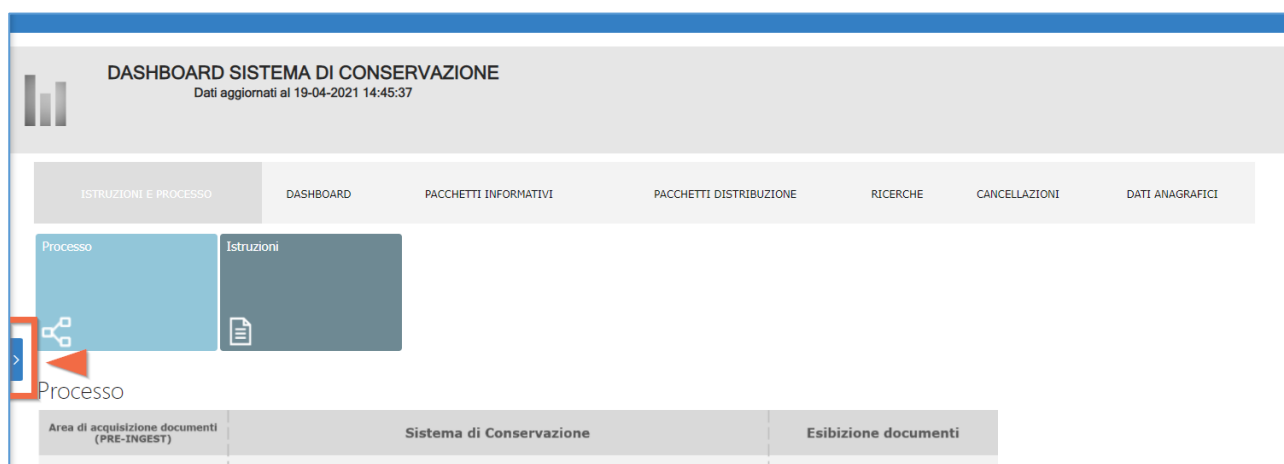 DASHBOARD SISTEMA DI CONSERVAZIONE
Dati aggiornati al 19-04-2021 14:45:37
ISTRUZIONI E PROCESSO DASHBOARD PACCHETTI INFORMATIVI PACCHETTI DISTRIBUZIONE RICERCHE CANCELLAZIONI DATI ANAGRAFICI
Processo Istruzioni
Processo
Area di acquisizione documenti
(PRE-INGEST)
Sistema di Conservazione
Esibizione documenti